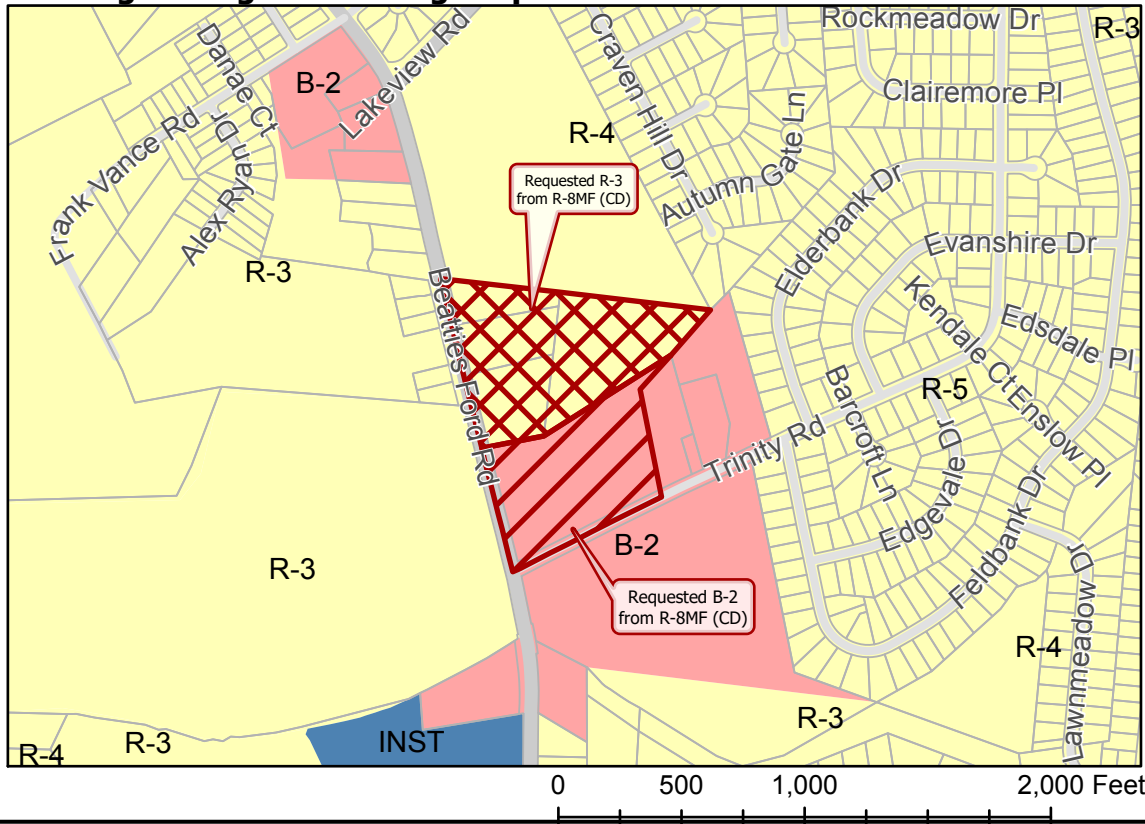 Rockmeadow Dr
R-3
Danae Ct
Lakeview Rd
Craven Hill Dr
B-2
Clairemore Pl
Frank Vance Rd
Alex Ryan Dr
R-4
Autumn Gate Ln
Requested R-3
from R-8MF (CD)
Elderbank Dr
Evanshire Dr
R-3
Beatties Ford Rd
Kendale Ct
Edsdale Pl
Barcroft Ln
R-5
Enslow Pl
Trinity Rd
Edgevale Dr
Feldbank Dr
B-2
R-3
Requested B-2
from R-8MF (CD)
Lawnmeadow Dr
R-4
R-3
INST
R-3
R-4
0 500 1,000 2,000 Feet